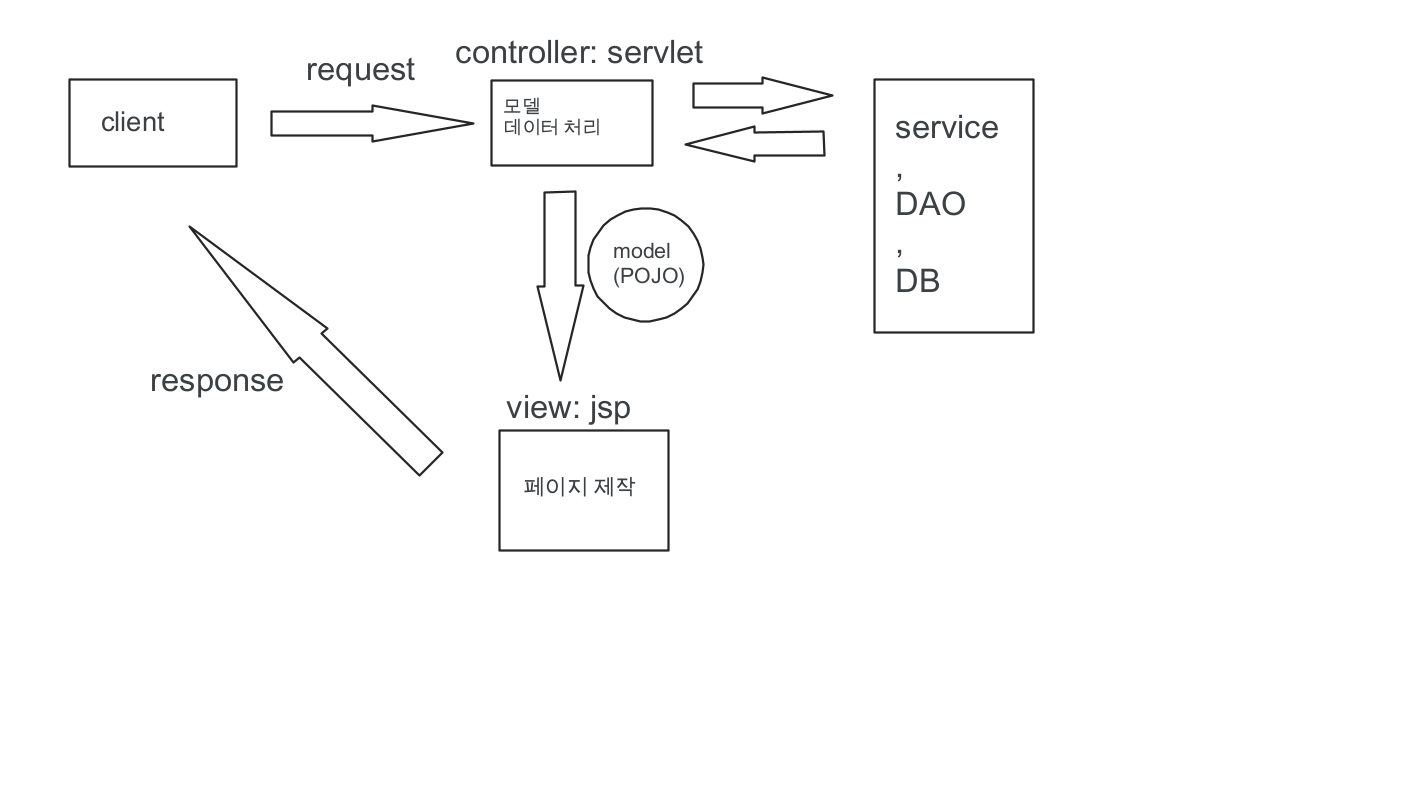 controller: servlet
request
client
모델
데이터 처리
service
,
DAO
,
DB
model
(POJO)
response
view: jsp
페이지 제작